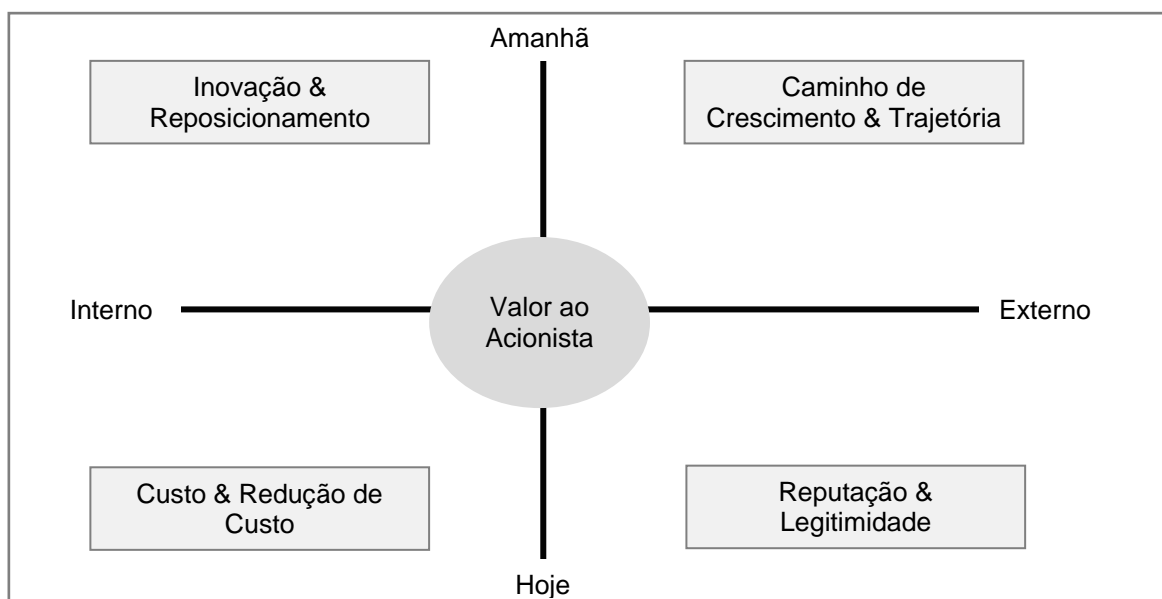 Amanhã
Inovação &
Reposicionamento
Caminho de
Crescimento & Trajetória
Interno
Valor ao
Acionista
Externo
Custo & Redução de
Custo
Reputação &
Legitimidade
Hoje